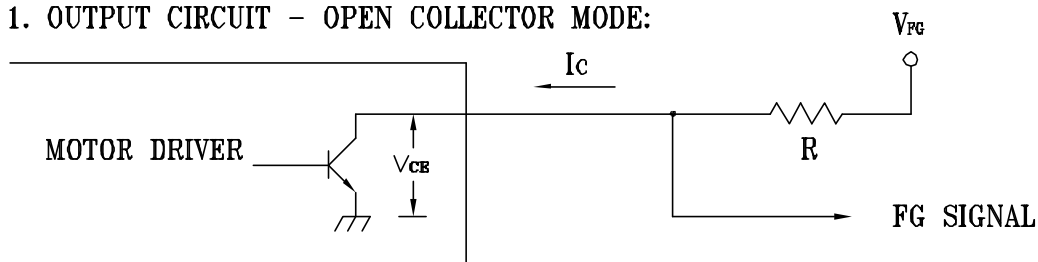 1. OUTPUT CIRCUIT - OPEN COLLECTOR MODE:
VFG
Ic
MOTOR DRIVER
VCE
R
FG SIGNAL